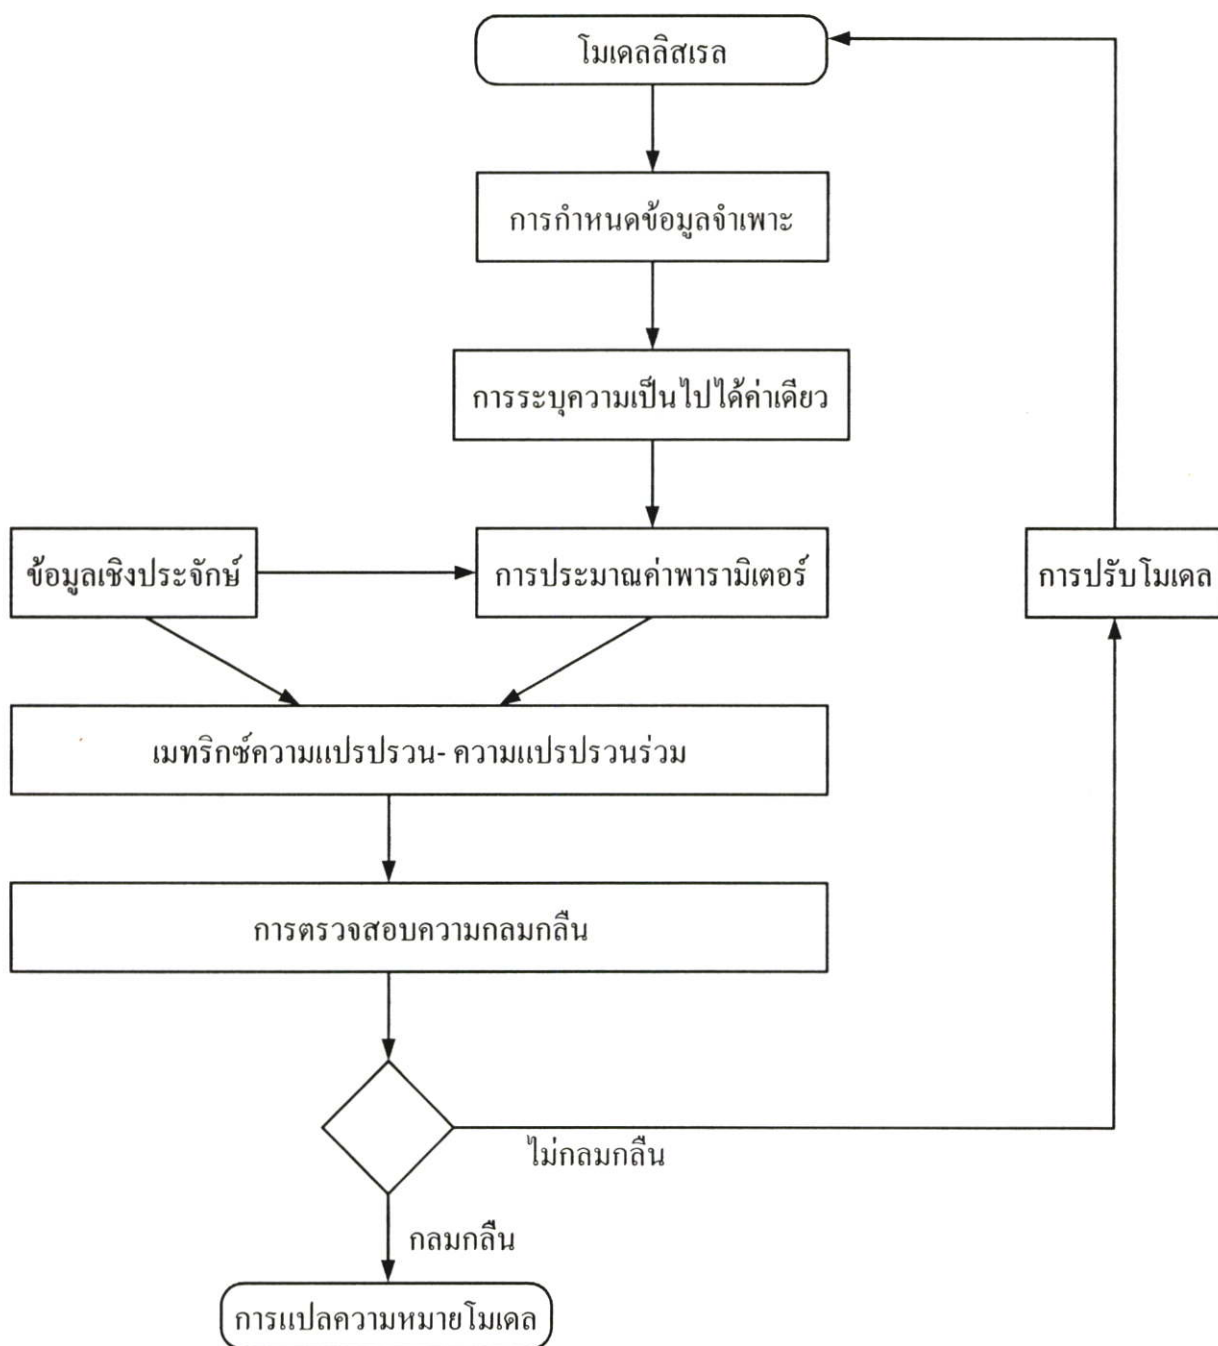 โมเดลลิสเรล
การกำหนดข้อมูลจำเพาะ
การระบุความเป็นไปได้ค่าเดียว
ข้อมูลเชิงประจักษ์
การประมาณค่าพารามิเตอร์
การปรับโมเดล
เมทริกซ์ความแปรปรวน- ความแปรปรวนร่วม
การตรวจสอบความกลมกลืน
ไม่กลมกลืน
กลมกลืน
การแปลความหมายโมเดล